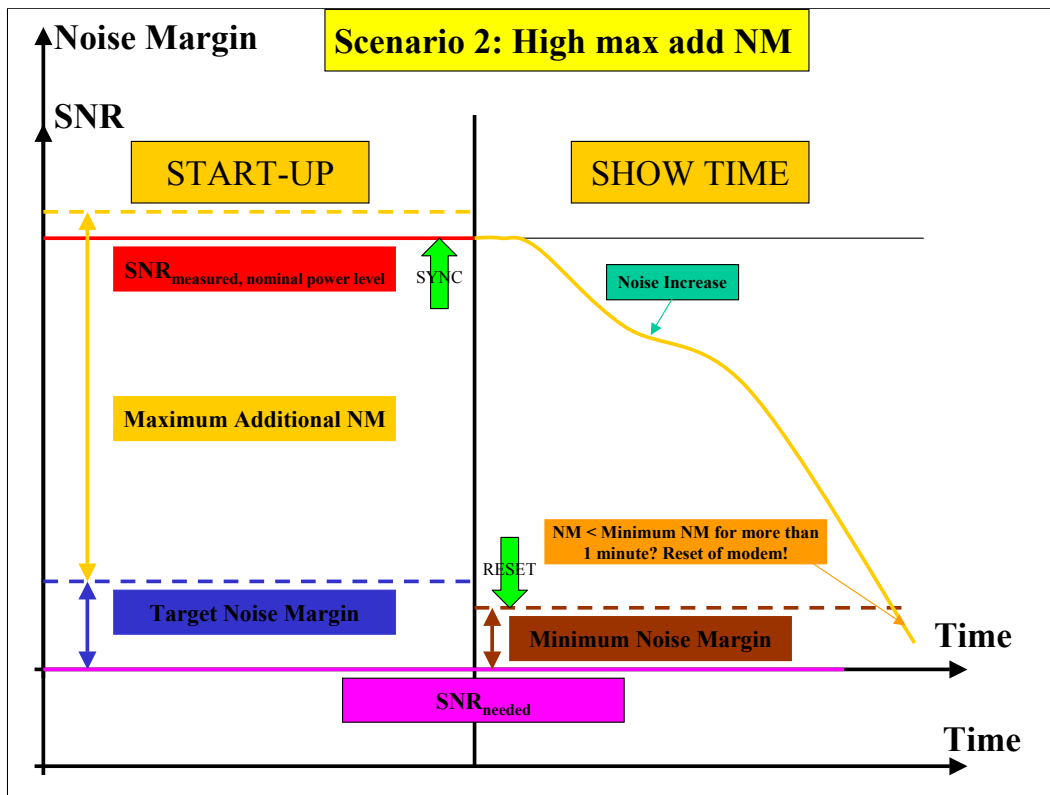 Noise Margin
Scenario 2: High max add NM
SNR
START-UP
SHOW TIME
SNRmeasured, nominal power level
SYNC
Noise Increase
Maximum Additional NM
NM < Minimum NM for more than
1 minute? Reset of modem!
RESET
Target Noise Margin
Minimum Noise Margin
Time
SNRneeded
Time